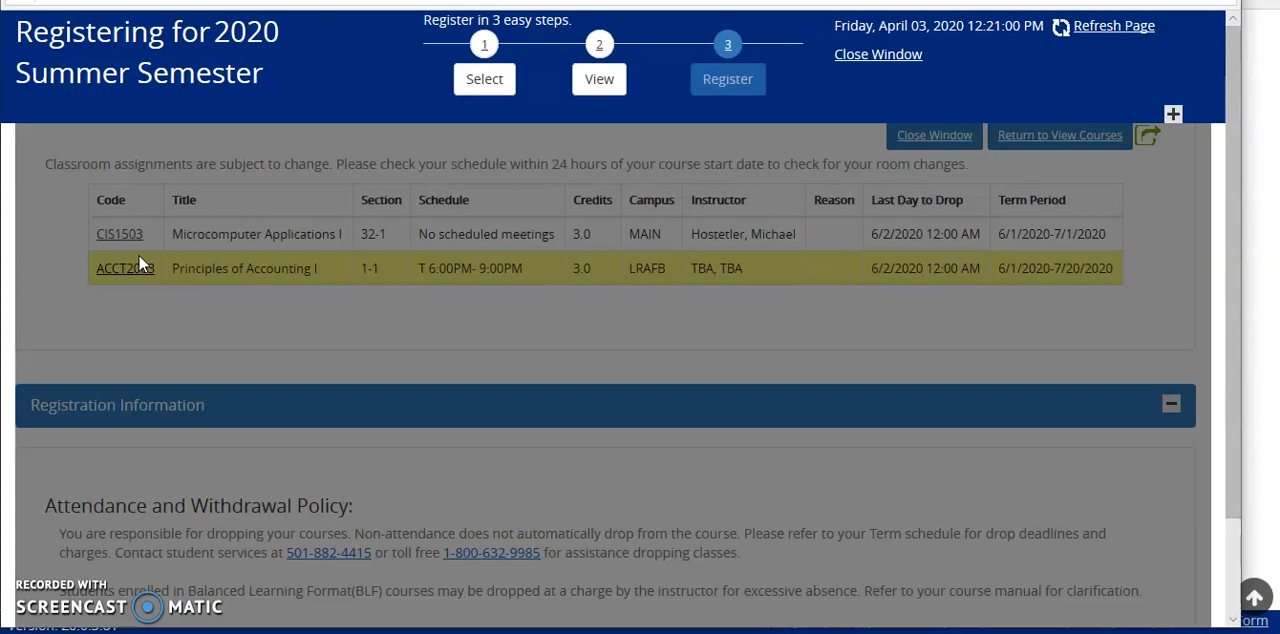 Registering for 2020
Summer Semester
Register in 3 easy steps.
1 2 3
Select View Register
Friday, April 03, 2020 12:21:00 PM Refresh Page
Close Window
Close Window Return to View Courses
Classroom assignments are subject to change. Please check your schedule within 24 hours of your course start date to check for your room changes.
Code Title Section Schedule Credits Campus Instructor Reason Last Day to Drop Term Period
CIS1503 Microcomputer Applications I 32-1 No scheduled meetings 3.0 MAIN Hostetler, Michael 6/2/2020 12:00 AM 6/1/2020-7/1/2020
Principles of Accounting I 1-1 T 6:00PM- 9:00PM 3.0 LRAFB TBA, TBA 6/2/2020 12:00 AM 6/1/2020-7/20/2020
Registration Information
Attendance and Withdrawal Policy:
You are responsible for dropping your courses. Non-attendance does not automatically drop from the course. Please refer to your Term schedule for drop deadlines and
charges. Contact student services at 501-882-4415 or toll free 1-800-632-9985 for assistance dropping classes.
Students enrolled in Balanced Learning Format(BLF) courses may be dropped at a charge by the instructor for excessive absence. Refer to your course manual for clarification.
RECORDED WITH
SCREENCAST MATIC